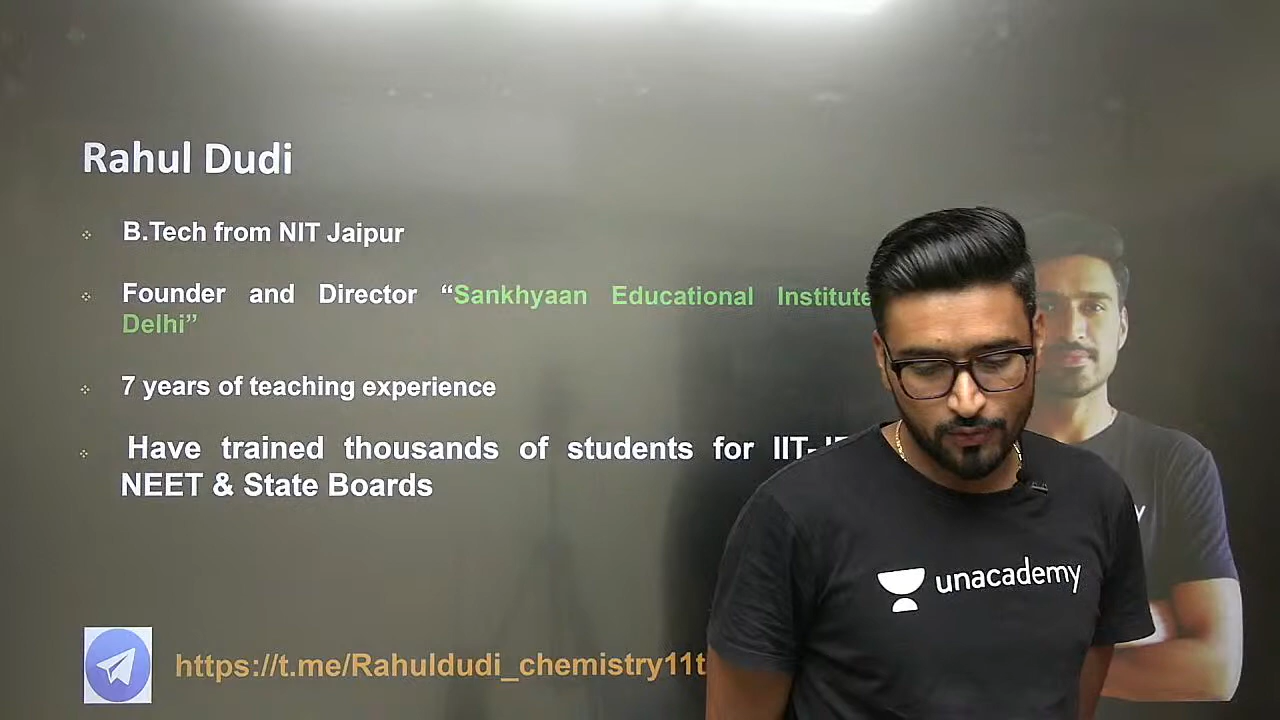 Rahul Dudi
B.Tech from NIT Jaipur
Founder and Director “Sankhyaan Educational Institute
Delhi”
7 years of teaching experience
Have trained thousands of students for
NEET & State Boards
unacademy
https://t.me/Rahuldudi_chemistry11t